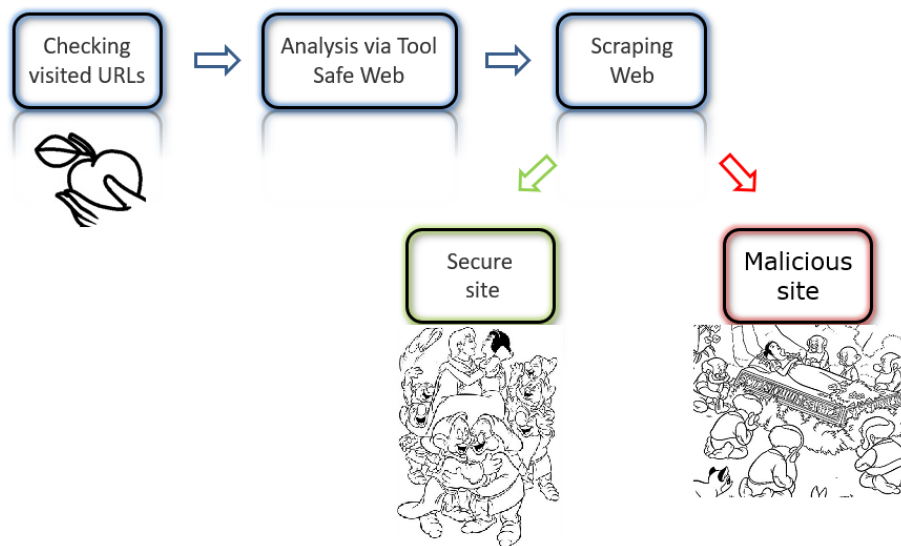 Checking
visited URLs
Analysis via Tool
Safe Web
Scraping
Web
Secure
site
Malicious
site